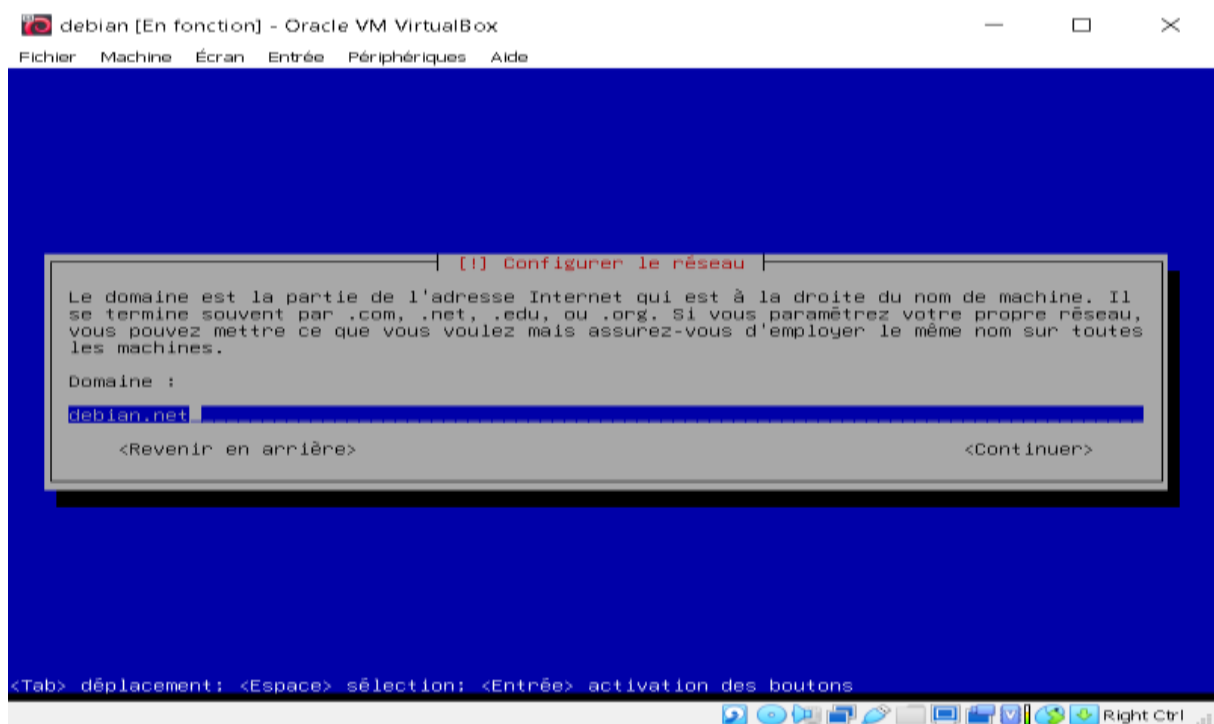 debian [En fonction] - Oracle VM VirtualBox
Fichier Machine Écran Entrée Périphériques Aide
[!] Configurer le réseau
Le domaine est la partie de l'adresse Internet qui est à la droite du nom de machine. Il
se termine souvent par .com, .net, .edu, ou .org. Si vous paramétrez votre propre réseau,
vous pouvez mettre ce que vous voulez mais assurez-vous d'employer le même nom sur toutes
les machines.
Domaine :
debian.net
<Revenir en arrière> <Continuer>
<Tab> déplacement; <Espace> sélection; <Entrée> activation des boutons
Right Ctrl